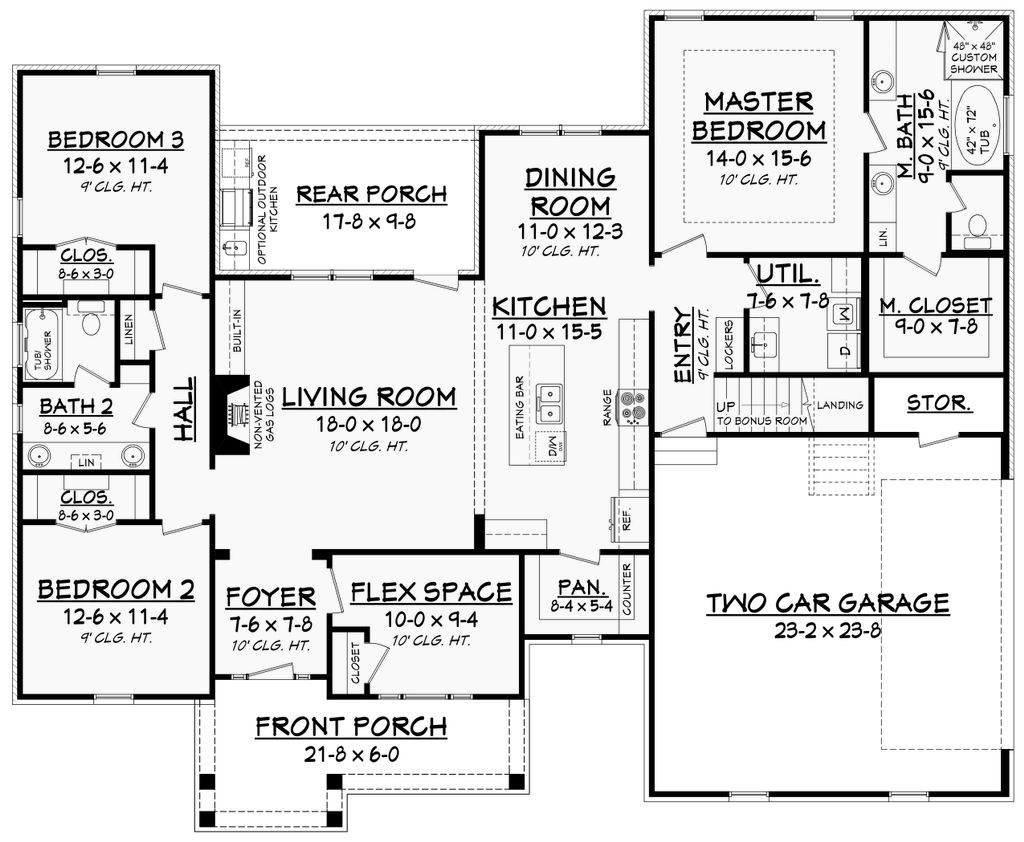 BEDROOM 3
12-6 x 11-4
9' CLG. HT.
CLOS.
8-6 x 3-0
TUB/
SHOWER
LINEN
BATH 2
8-6 x 5-6
LIN
CLOS.
8-6 x 3-0
BEDROOM 2
12-6 x 11-4
9' CLG. HT.
HALL
REF.
OPTIONAL OUTDOOR
KITCHEN
REAR PORCH
17-8 x 9-8
BUILT-IN
NON-VENTED
GAS LOGS
LIVING ROOM
18-0 x 18-0
10' CLG. HT.
FOYER
7-6 x 7-8
10' CLG. HT.
FLEX SPACE
10-0 x 9-4
10' CLG. HT.
CLOSET
FRONT PORCH
21-8 x 6-0
DINING
ROOM
11-0 x 12-3
10' CLG. HT.
KITCHEN
11-0 x 15-5
EATING BAR
D/W
RANGE
REF.
PAN.
8-4 x 5-4
COUNTER
MASTER
BEDROOM
14-0 x 15-6
10' CLG. HT.
M. BATH
9-0 x 15-6
9' CLG. HT.
48" x 48"
CUSTOM
SHOWER
42" x 72"
TUB
LIN.
M. CLOSET
9-0 x 7-8
UTIL.
7-6 x 7-8
M
D
ENTRY
9' CLG. HT.
LOCKERS
UP
TO BONUS ROOM
LANDING
STOR.
TWO CAR GARAGE
23-2 x 23-8